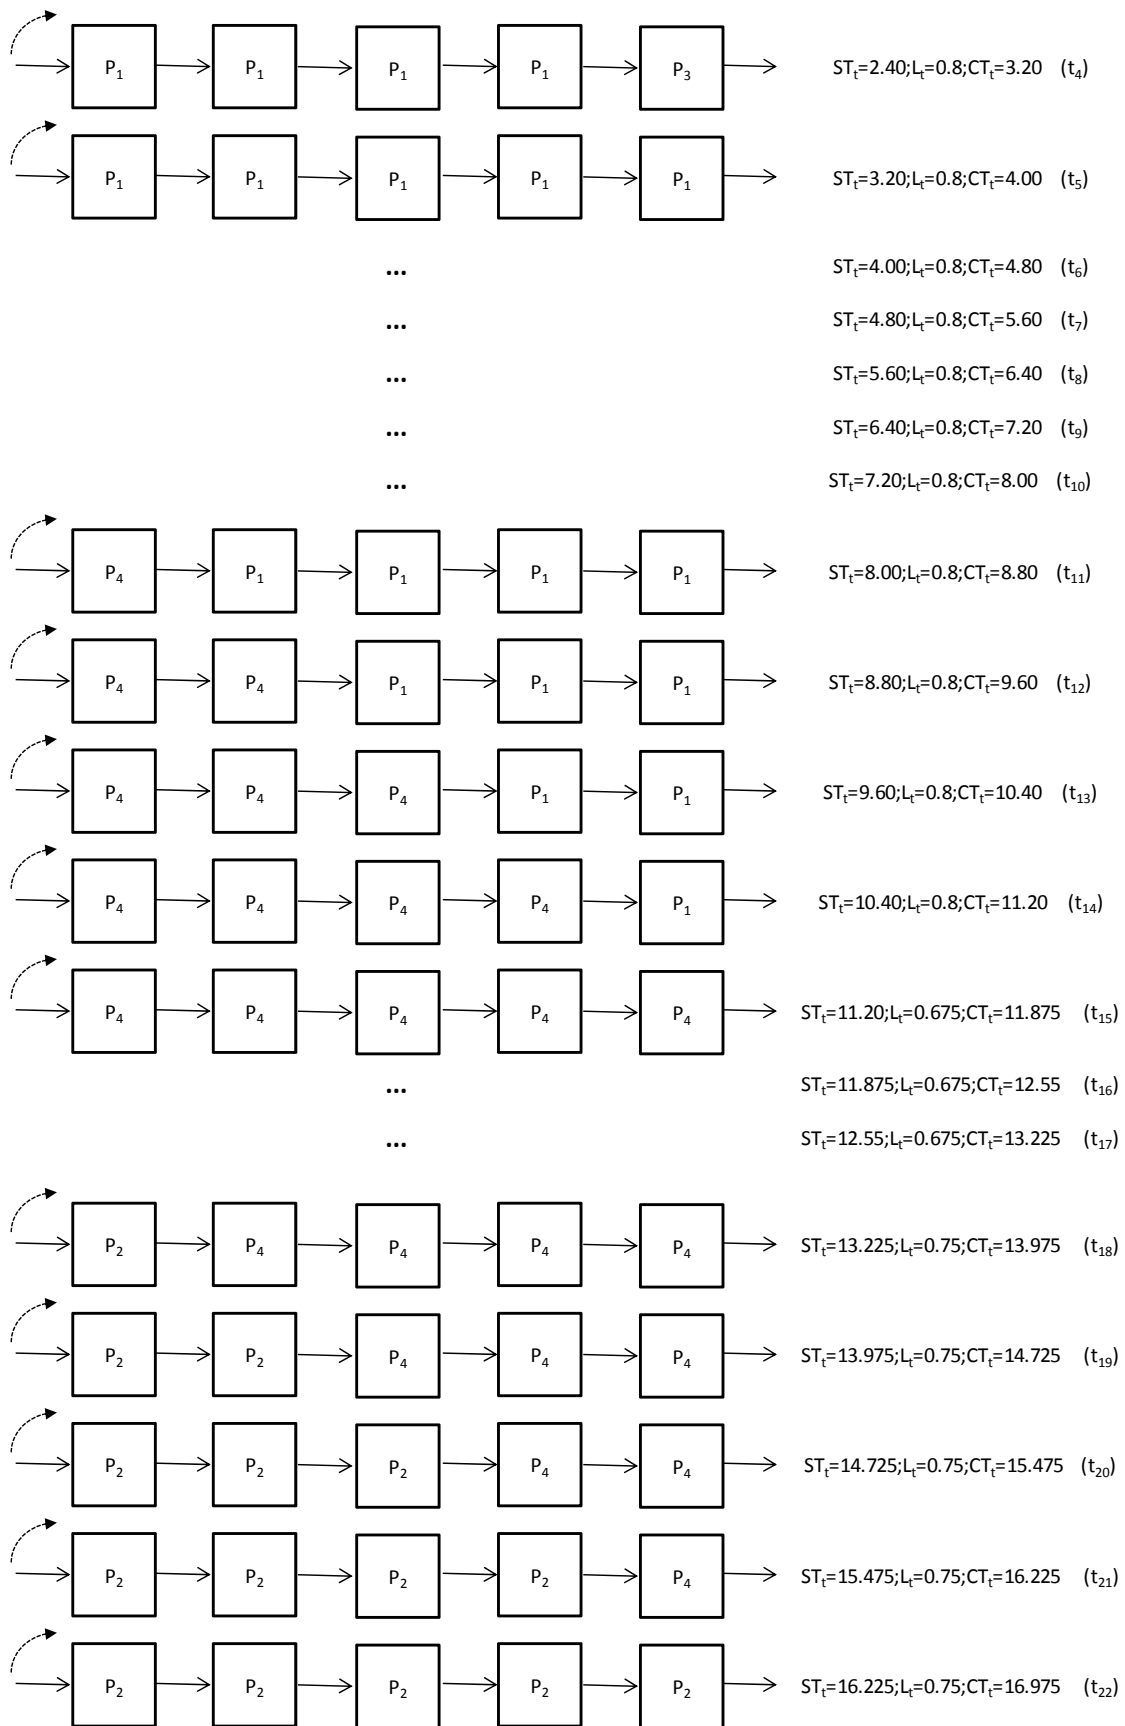 P₁ P₁ P₁ P₁ P₃ STₜ=2.40;Lₜ=0.8;CTₜ=3.20 (t₄)
P₁ P₁ P₁ P₁ P₁ STₜ=3.20;Lₜ=0.8;CTₜ=4.00 (t₅)
... STₜ=4.00;Lₜ=0.8;CTₜ=4.80 (t₆)
... STₜ=4.80;Lₜ=0.8;CTₜ=5.60 (t₇)
... STₜ=5.60;Lₜ=0.8;CTₜ=6.40 (t₈)
... STₜ=6.40;Lₜ=0.8;CTₜ=7.20 (t₉)
... STₜ=7.20;Lₜ=0.8;CTₜ=8.00 (t₁₀)
P₄ P₁ P₁ P₁ P₁ STₜ=8.00;Lₜ=0.8;CTₜ=8.80 (t₁₁)
P₄ P₄ P₁ P₁ P₁ STₜ=8.80;Lₜ=0.8;CTₜ=9.60 (t₁₂)
P₄ P₄ P₄ P₁ P₁ STₜ=9.60;Lₜ=0.8;CTₜ=10.40 (t₁₃)
P₄ P₄ P₄ P₄ P₁ STₜ=10.40;Lₜ=0.8;CTₜ=11.20 (t₁₄)
P₄ P₄ P₄ P₄ P₄ STₜ=11.20;Lₜ=0.675;CTₜ=11.875 (t₁₅)
... STₜ=11.875;Lₜ=0.675;CTₜ=12.55 (t₁₆)
... STₜ=12.55;Lₜ=0.675;CTₜ=13.225 (t₁₇)
P₂ P₄ P₄ P₄ P₄ STₜ=13.225;Lₜ=0.75;CTₜ=13.975 (t₁₈)
P₂ P₂ P₄ P₄ P₄ STₜ=13.975;Lₜ=0.75;CTₜ=14.725 (t₁₉)
P₂ P₂ P₂ P₄ P₄ STₜ=14.725;Lₜ=0.75;CTₜ=15.475 (t₂₀)
P₂ P₂ P₂ P₂ P₄ STₜ=15.475;Lₜ=0.75;CTₜ=16.225 (t₂₁)
P₂ P₂ P₂ P₂ P₂ STₜ=16.225;Lₜ=0.75;CTₜ=16.975 (t₂₂)